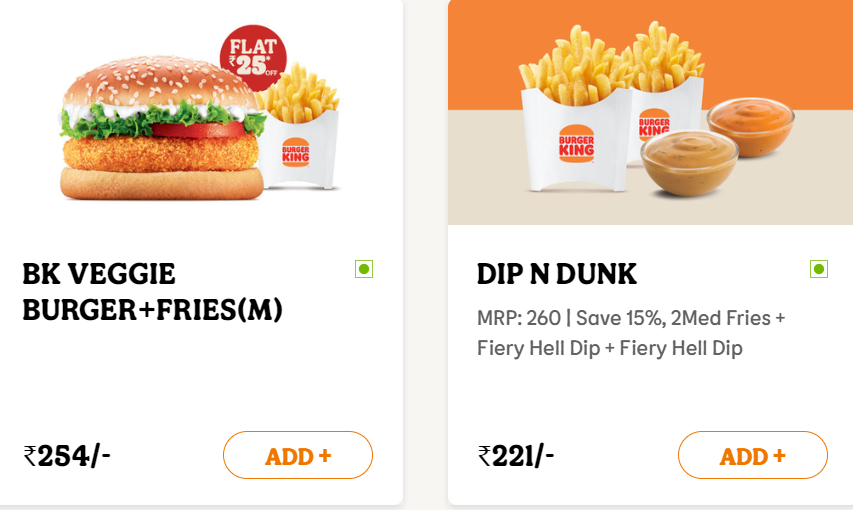 FLAT
₹25*
OFF
BURGER
KING
BURGER
KING
BURGER
KING
BK VEGGIE
BURGER+FRIES(M)
₹254/-
ADD +
DIP N DUNK
MRP: 260 | Save 15%, 2Med Fries +
Fiery Hell Dip + Fiery Hell Dip
₹221/-
ADD +